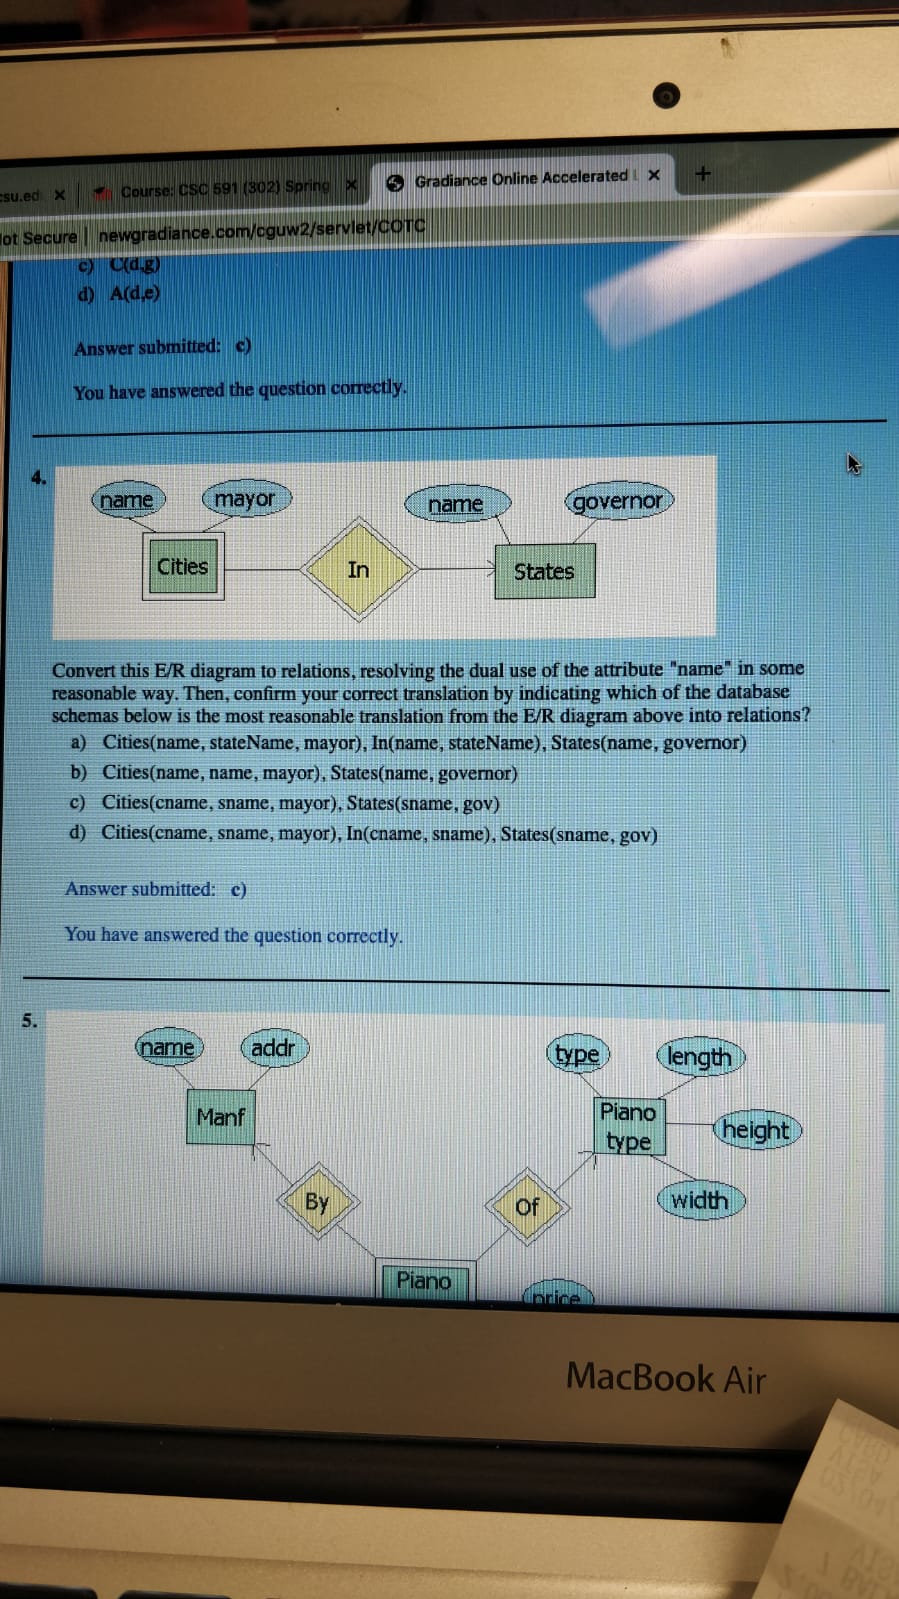 csu.ed x
Course: CSC 591 (302) Spring x
Gradiance Online Accelerated L x +
Not Secure | newgradiance.com/cguw2/servlet/COTC
c) C(d,g)
d) A(d,e)
Answer submitted: c)
You have answered the question correctly.
4.
name mayor name governor
Cities In States
Convert this E/R diagram to relations, resolving the dual use of the attribute "name" in some
reasonable way. Then, confirm your correct translation by indicating which of the database
schemas below is the most reasonable translation from the E/R diagram above into relations?
a) Cities(name, stateName, mayor), In(name, stateName), States(name, governor)
b) Cities(name, name, mayor), States(name, governor)
c) Cities(cname, sname, mayor), States(sname, gov)
d) Cities(cname, sname, mayor), In(cname, sname), States(sname, gov)
Answer submitted: c)
You have answered the question correctly.
5.
name addr type length
Manf Piano
type height
By Of width
Piano price
MacBook Air